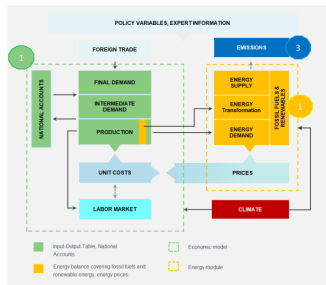 POLICY VARIABLES, EXPERT INFORMATION
FOREIGN TRADE
EMISSIONS
3
1
NATIONAL ACCOUNTS
FINAL DEMAND
INTERMEDIATE
DEMAND
PRODUCTION
ENERGY
SUPPLY
ENERGY
Transformation
ENERGY
DEMAND
FOSSIL FUELS &
RENEWABLES
UNIT COSTS
PRICES
LABOR MARKET
CLIMATE
Input-Output-Table, National
Accounts
Energy balance covering fossil fuels and
renewable energy, energy prices
Economic model
Energy module